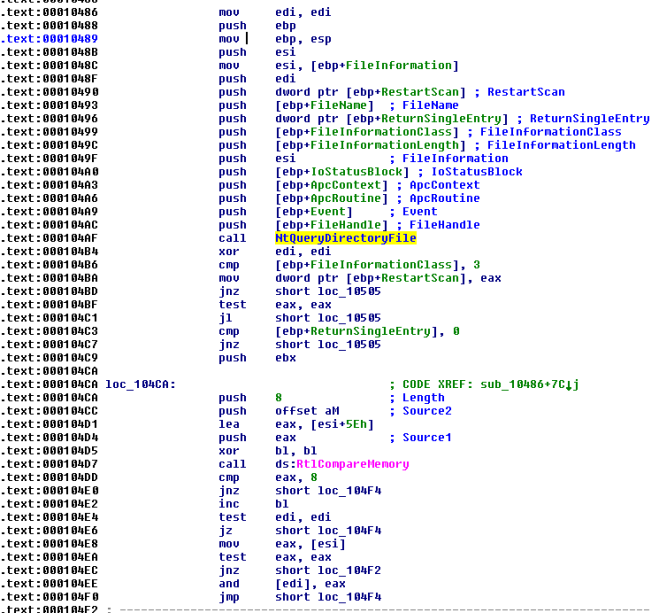 .text:00010486 mov edi, edi
.text:00010488 push ebp
.text:00010489 mov ebp, esp
.text:0001048B push esi
.text:0001048C mov esi, [ebp+FileInformation]
.text:0001048F push edi
.text:00010490 push dword ptr [ebp+RestartScan] ; RestartScan
.text:00010493 push [ebp+FileName] ; FileName
.text:00010496 push dword ptr [ebp+ReturnSingleEntry] ; ReturnSingleEntry
.text:00010499 push [ebp+FileInformationClass] ; FileInformationClass
.text:0001049C push [ebp+FileInformationLength] ; FileInformationLength
.text:0001049F push esi ; FileInformation
.text:000104A0 push [ebp+IoStatusBlock] ; IoStatusBlock
.text:000104A3 push [ebp+ApcContext] ; ApcContext
.text:000104A6 push [ebp+ApcRoutine] ; ApcRoutine
.text:000104A9 push [ebp+Event] ; Event
.text:000104AC push [ebp+FileHandle] ; FileHandle
.text:000104AF call NtQueryDirectoryFile
.text:000104B4 xor edi, edi
.text:000104B6 cmp [ebp+FileInformationClass], 3
.text:000104BA mov dword ptr [ebp+RestartScan], eax
.text:000104BD jnz short loc_10505
.text:000104BF test eax, eax
.text:000104C1 jl short loc_10505
.text:000104C3 cmp [ebp+ReturnSingleEntry], 0
.text:000104C7 jnz short loc_10505
.text:000104C9 push ebx
.text:000104CA
.text:000104CA loc_104CA: ; CODE XREF: sub_10486+7C↓j
.text:000104CA push 8 ; Length
.text:000104CC push offset aM ; Source2
.text:000104D1 lea eax, [esi+5Eh]
.text:000104D4 push eax ; Source1
.text:000104D5 xor bl, bl
.text:000104D7 call ds:RtlCompareMemory
.text:000104DD cmp eax, 8
.text:000104E0 jnz short loc_104F4
.text:000104E2 inc bl
.text:000104E4 test edi, edi
.text:000104E6 jz short loc_104F4
.text:000104E8 mov eax, [esi]
.text:000104EA test eax, eax
.text:000104EC jnz short loc_104F2
.text:000104EE and [edi], eax
.text:000104F0 jmp short loc_104F4
.text:000104F2 ; ---------------------------------------------------------------------------